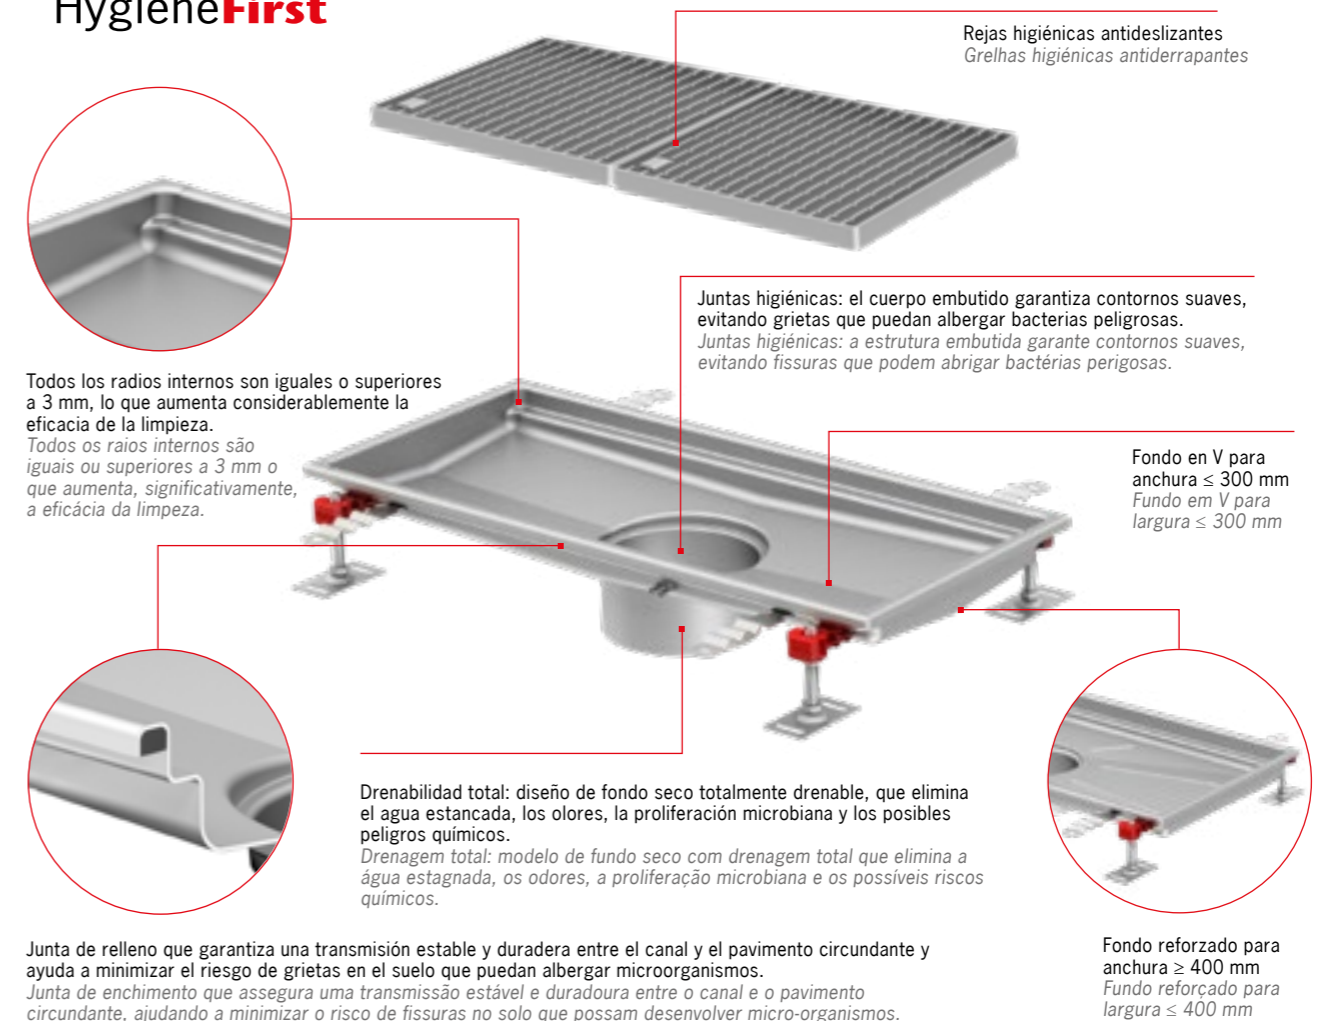 HygieneFirst
Rejas higiénicas antideslizantes
Grelhas higiénicas antiderrapantes
Juntas higiénicas: el cuerpo embutido garantiza contornos suaves,
evitando grietas que puedan albergar bacterias peligrosas.
Juntas higiénicas: a estrutura embutida garante contornos suaves,
evitando fissuras que podem abrigar bactérias perigosas.
Todos los radios internos son iguales o superiores
a 3 mm, lo que aumenta considerablemente la
eficacia de la limpieza.
Todos os raios internos são
iguais ou superiores a 3 mm o
que aumenta, significativamente,
a eficácia da limpeza.
Fondo en V para
anchura ≤ 300 mm
Fundo em V para
largura ≤ 300 mm
Drenabilidad total: diseño de fondo seco totalmente drenable, que elimina
el agua estancada, los olores, la proliferación microbiana y los posibles
peligros químicos.
Drenagem total: modelo de fundo seco com drenagem total que elimina a
água estagnada, os odores, a proliferação microbiana e os possíveis riscos
químicos.
Junta de relleno que garantiza una transmisión estable y duradera entre el canal y el pavimento circundante y
ayuda a minimizar el riesgo de grietas en el suelo que puedan albergar microorganismos.
Junta de enchimento que assegura uma transmissão estável e duradoura entre o canal e o pavimento
circundante, ajudando a minimizar o risco de fissuras no solo que possam desenvolver micro-organismos.
Fondo reforzado para
anchura ≥ 400 mm
Fundo reforçado para
largura ≤ 400 mm